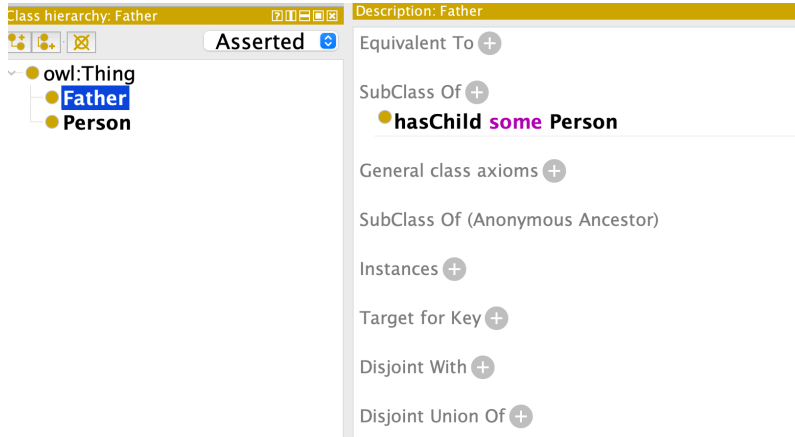 Class hierarchy: Father
Asserted
owl:Thing
Father
Person
Description: Father
Equivalent To
SubClass Of
hasChild some Person
General class axioms
SubClass Of (Anonymous Ancestor)
Instances
Target for Key
Disjoint With
Disjoint Union Of